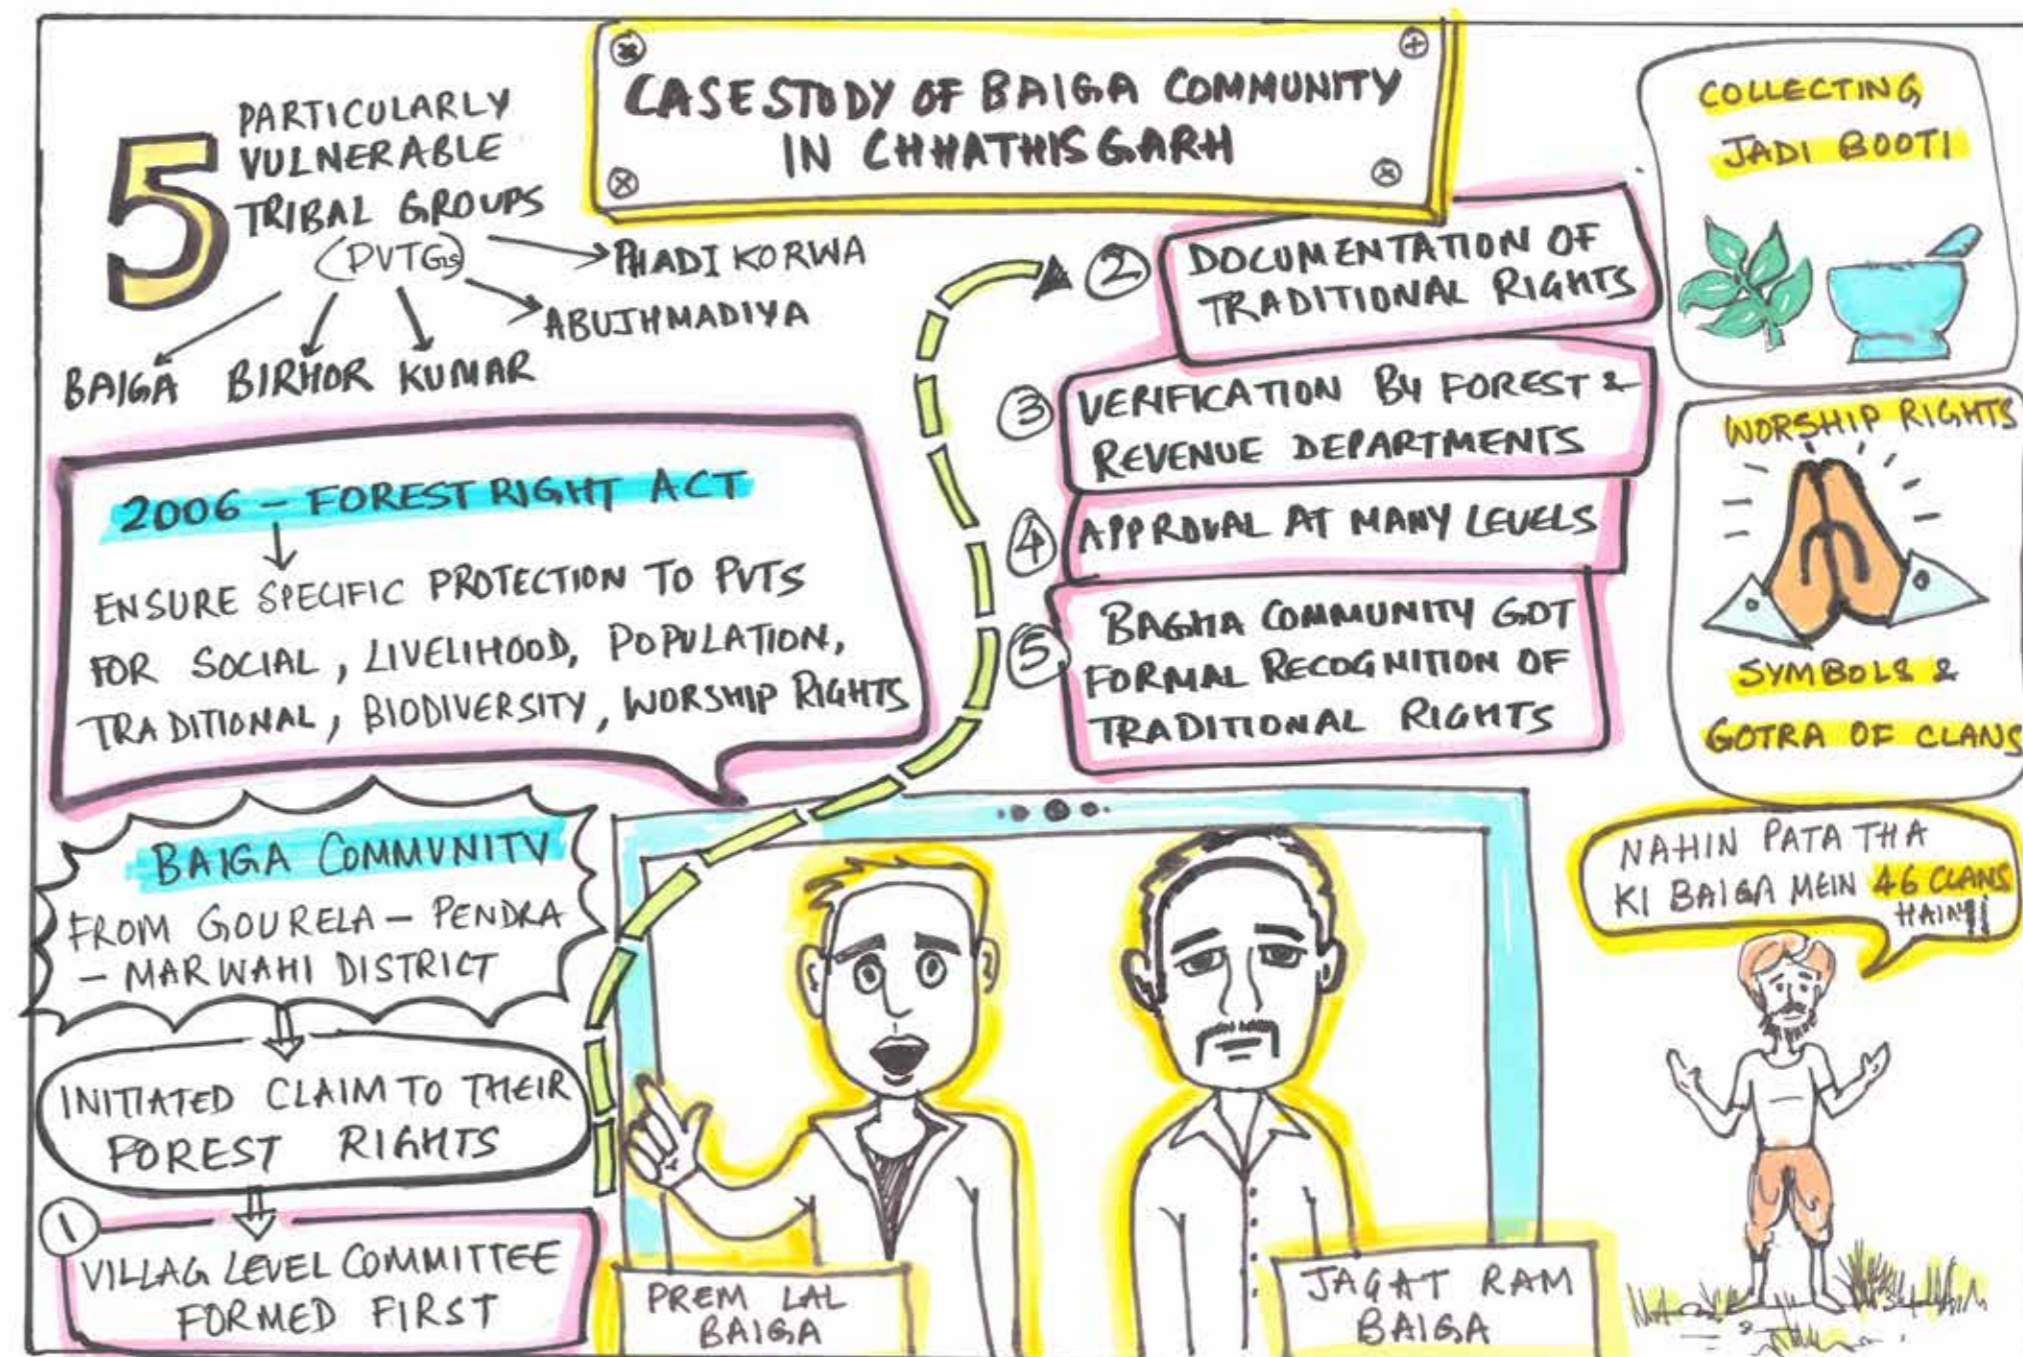 CASE STUDY OF BAIGA COMMUNITY
IN CHHATHISGARH
5
PARTICULARLY
VULNERABLE
TRIBAL GROUPS
(PVTGs)
PHADI KORWA
ABUJHMADIYA
BAIGA BIRHOR KUMAR
2006 - FOREST RIGHT ACT
ENSURE SPECIFIC PROTECTION TO PVTS
FOR SOCIAL, LIVELIHOOD, POPULATION,
TRADITIONAL, BIODIVERSITY, WORSHIP RIGHTS
BAIGA COMMUNITY
FROM GOURELA - PENDRA
- MARWAHI DISTRICT
INITIATED CLAIM TO THEIR
FOREST RIGHTS
1
VILLAG LEVEL COMMITTEE
FORMED FIRST
2
DOCUMENTATION OF
TRADITIONAL RIGHTS
3
VERIFICATION BY FOREST &
REVENUE DEPARTMENTS
4
APPROVAL AT MANY LEVELS
5
BAGHA COMMUNITY GOT
FORMAL RECOGNITION OF
TRADITIONAL RIGHTS
PREM LAL
BAIGA
JAGAT RAM
BAIGA
COLLECTING
JADI BOOTI
WORSHIP RIGHTS
SYMBOLS &
GOTRA OF CLANS
NAHIN PATA THA
KI BAIGA MEIN 46 CLANS
HAIN!!